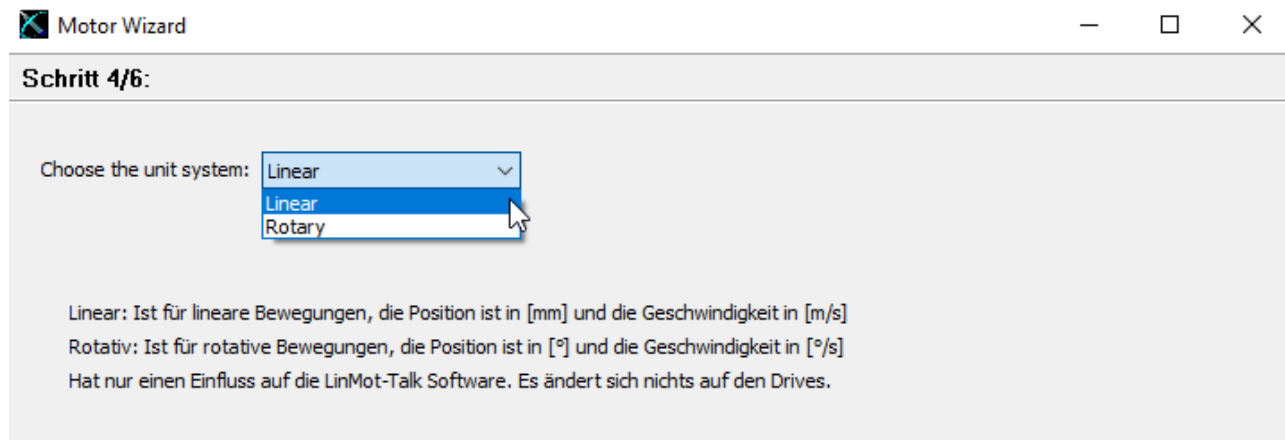 Motor Wizard
Schritt 4/6:
Choose the unit system: Linear
Linear
Rotary
Linear: Ist für lineare Bewegungen, die Position ist in [mm] und die Geschwindigkeit in [m/s]
Rotativ: Ist für rotative Bewegungen, die Position ist in [°] und die Geschwindigkeit in [°/s]
Hat nur einen Einfluss auf die LinMot-Talk Software. Es ändert sich nichts auf den Drives.